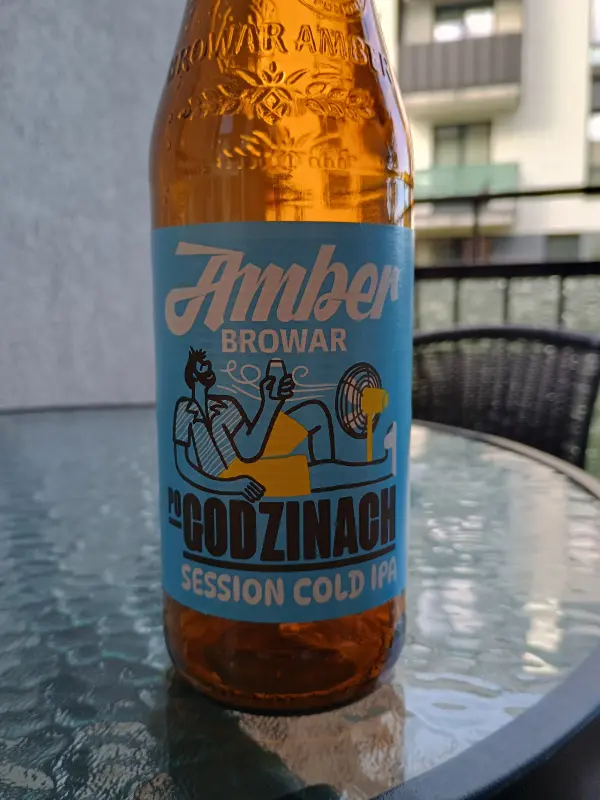 BROWAR AMBER
Amber
BROWAR
PO
GODZINACH
SESSION COLD IPA